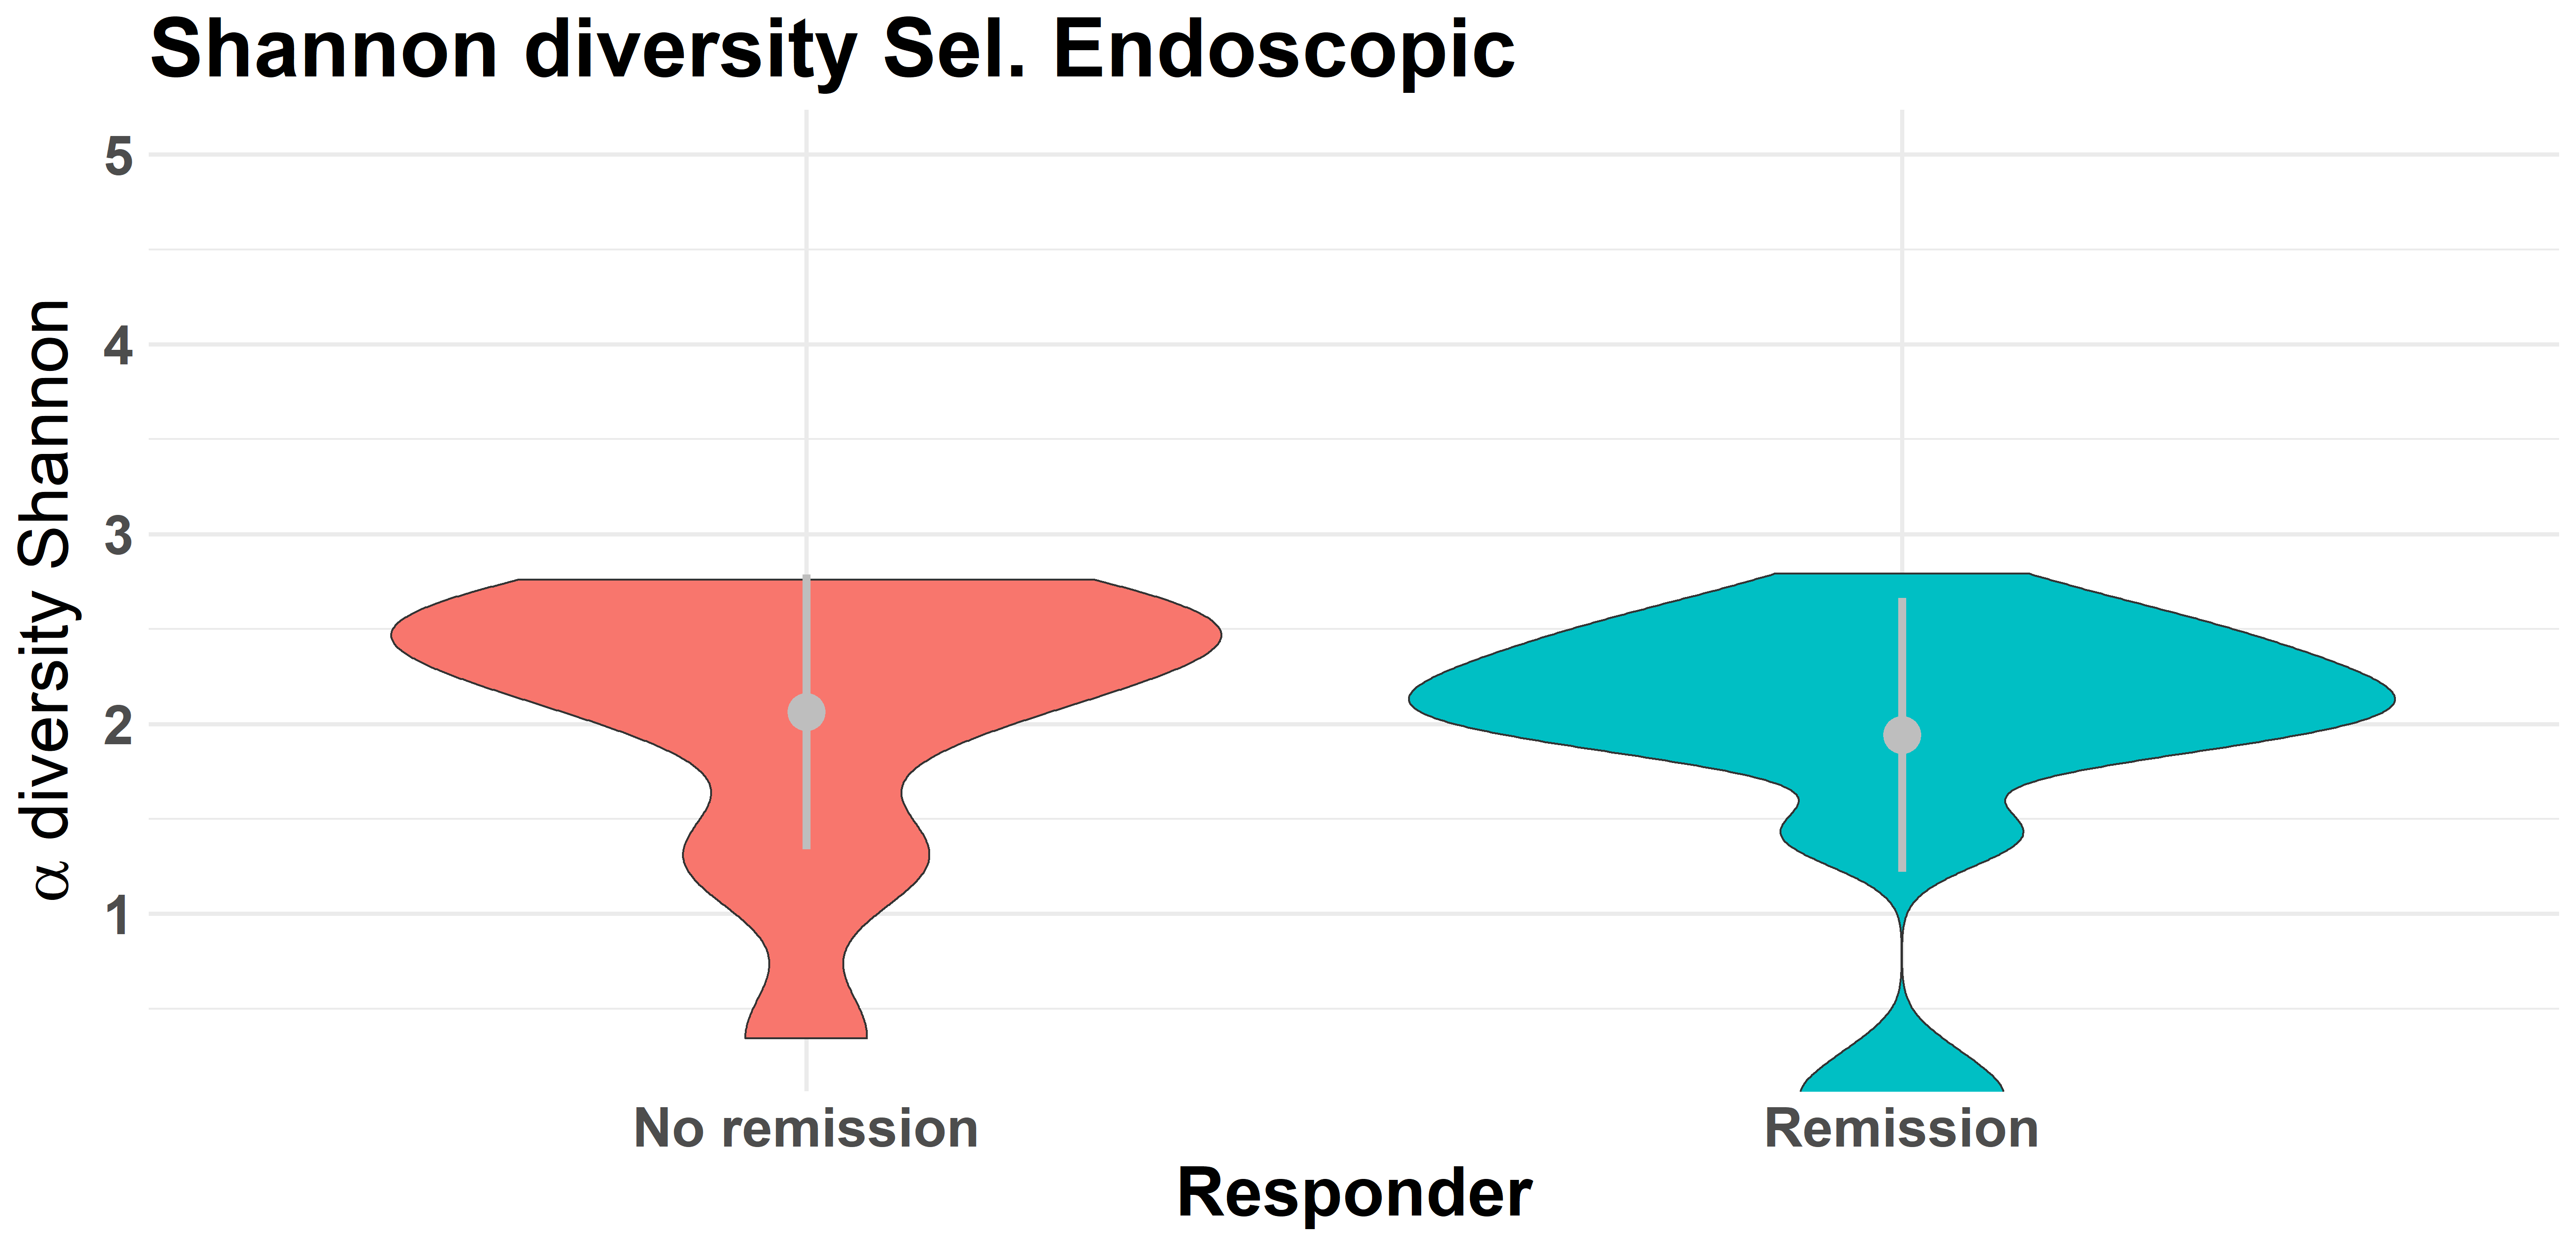 Shannon diversity Sel. Endoscopic
α diversity Shannon
5
4
3
2
1
No remission
Remission
Responder